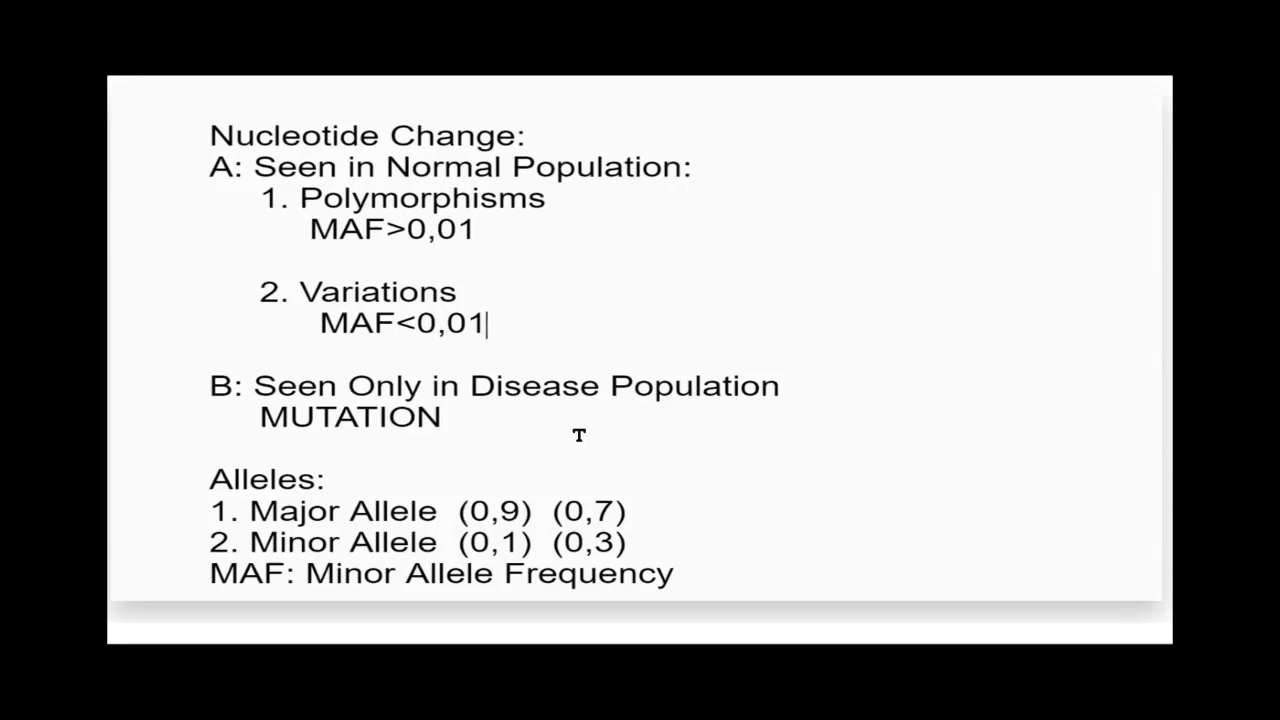 Nucleotide Change:
A: Seen in Normal Population:
1. Polymorphisms
MAF>0,01
2. Variations
MAF<0,01
B: Seen Only in Disease Population
MUTATION
Alleles:
1. Major Allele (0,9) (0,7)
2. Minor Allele (0,1) (0,3)
MAF: Minor Allele Frequency